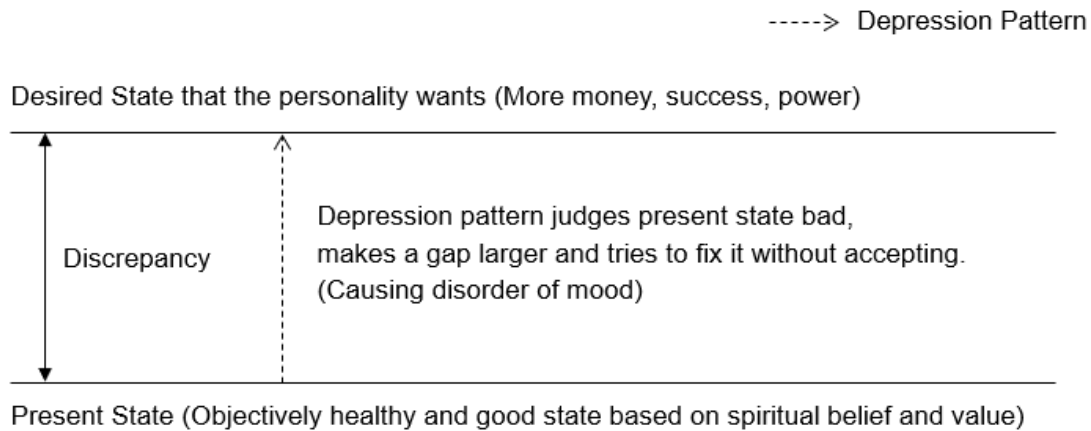 -----> Depression Pattern
Desired State that the personality wants (More money, success, power)
Depression pattern judges present state bad,
Discrepancy
makes a gap larger and tries to fix it without accepting.
(Causing disorder of mood)
Present State (Objectively healthy and good state based on spiritual belief and value)